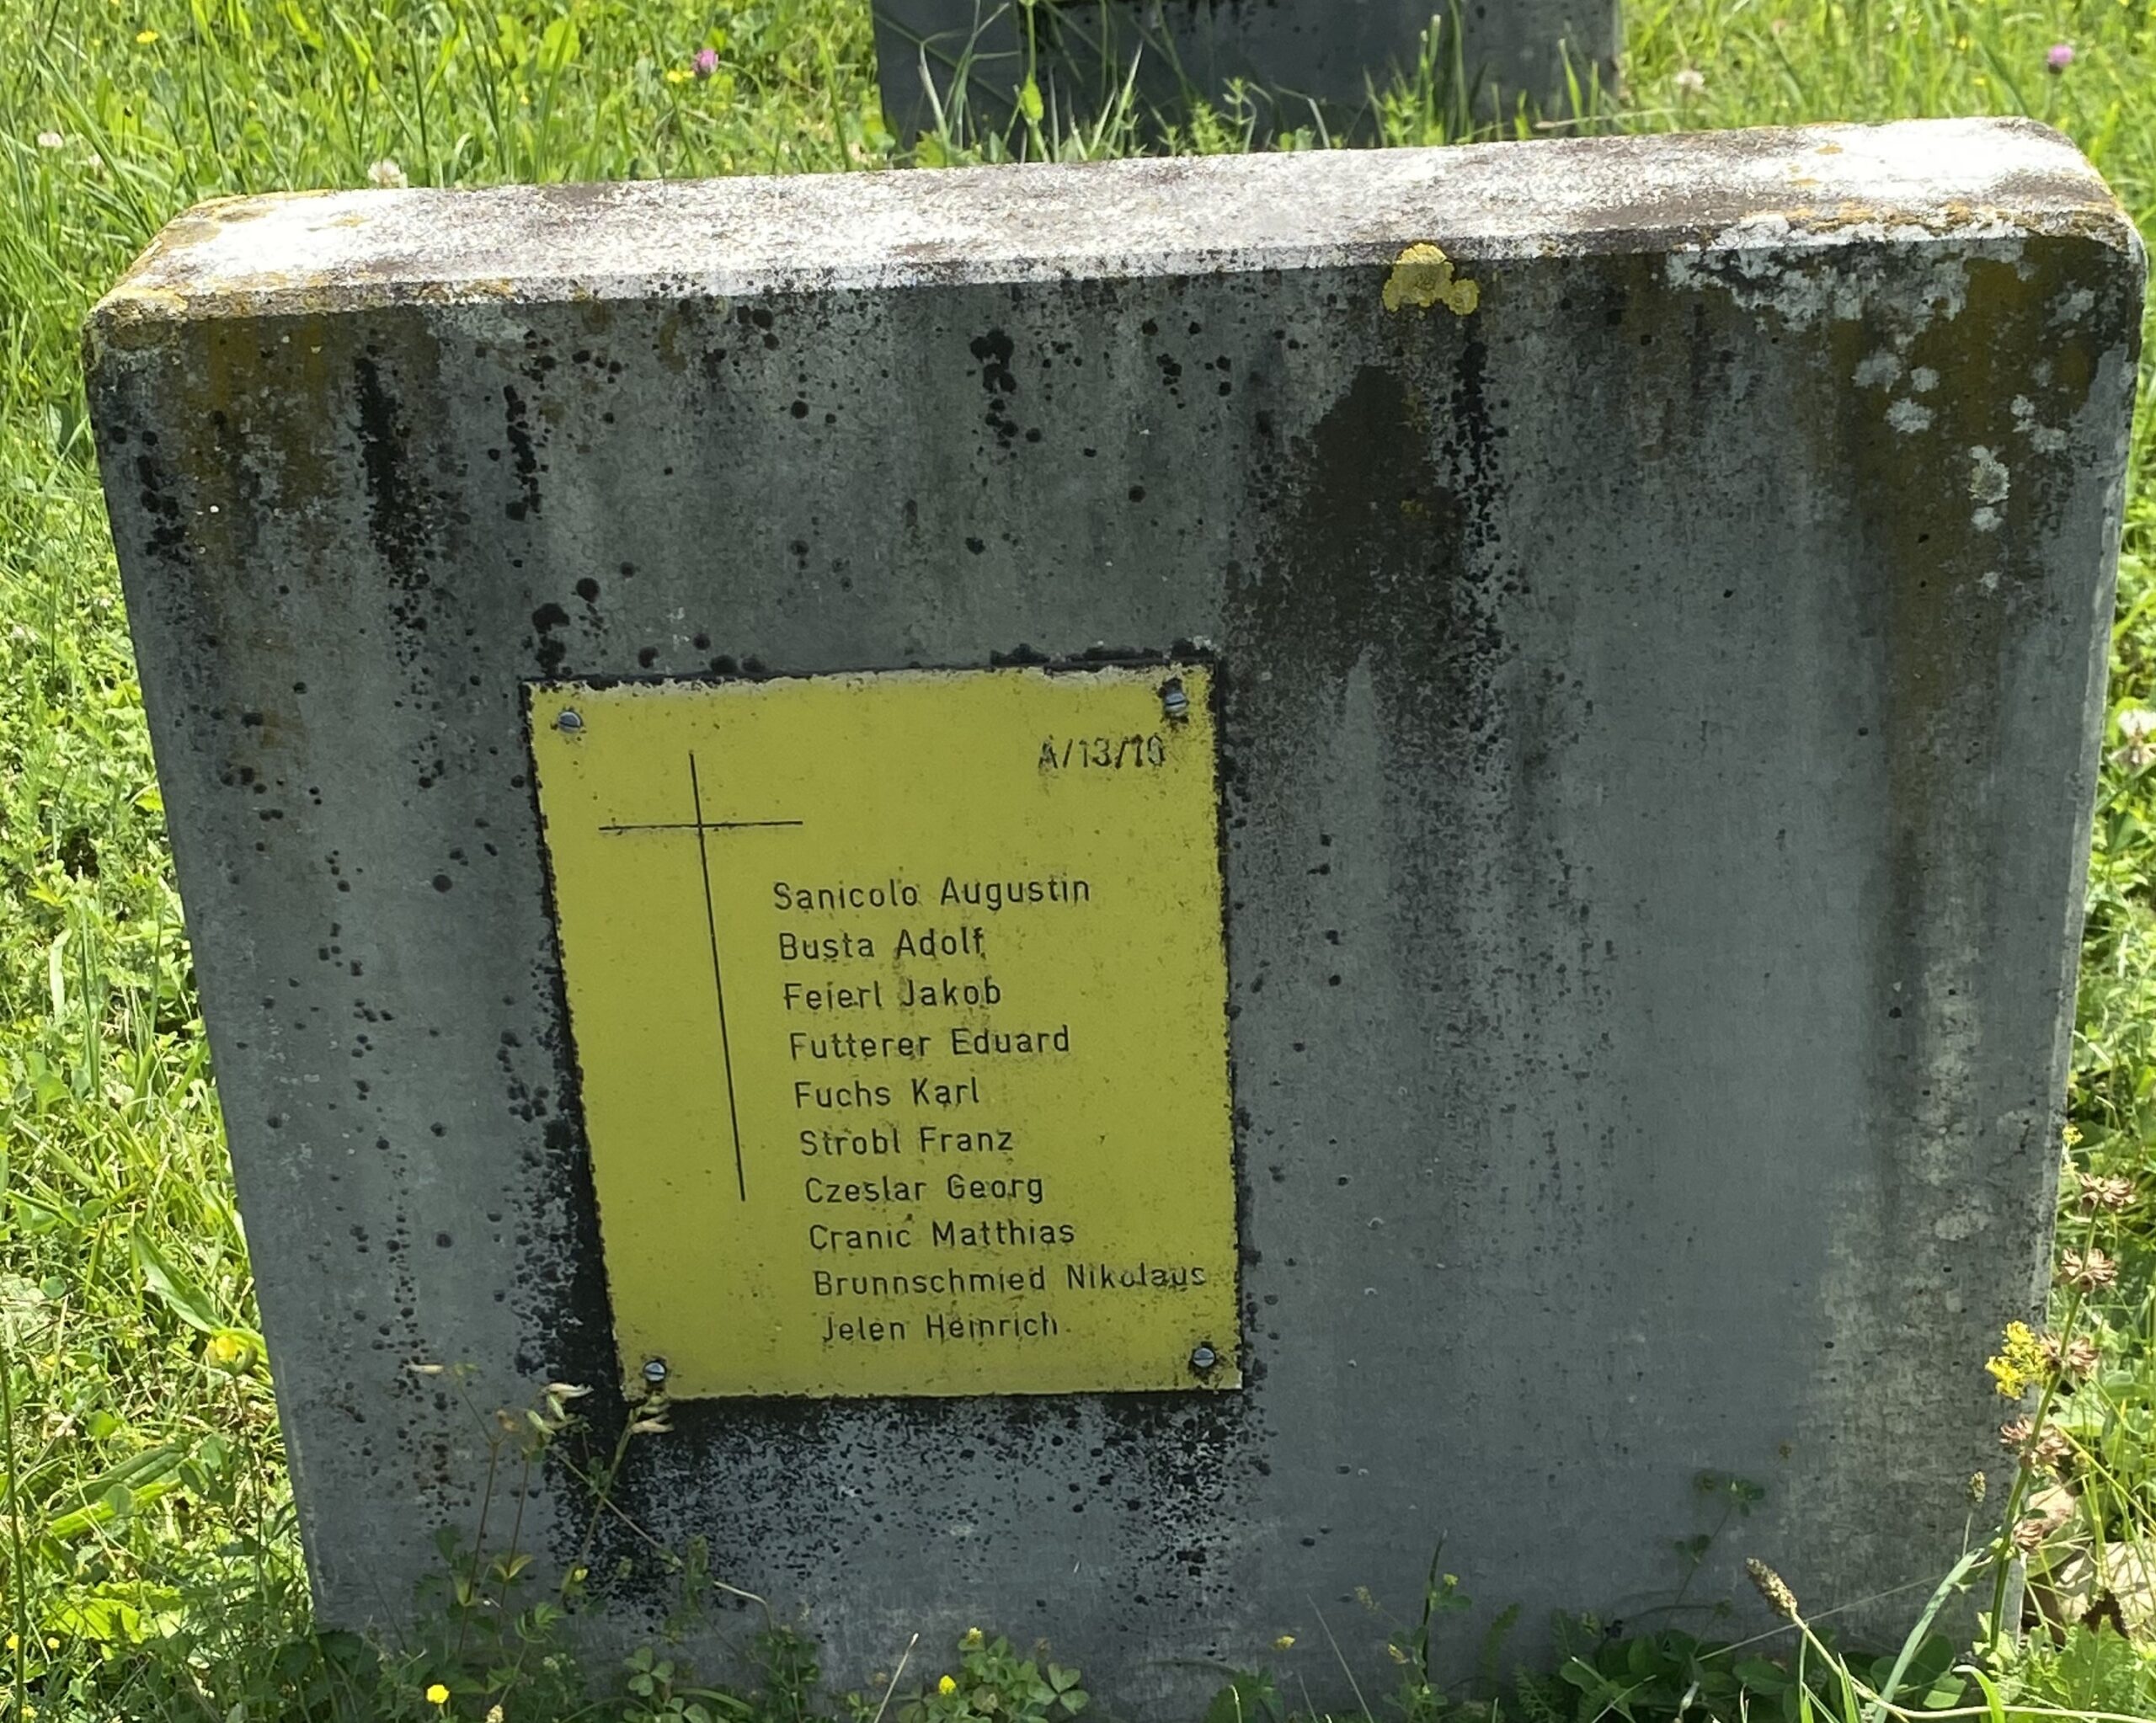 A/13/10
Sanicolo Augustin
Busta Adolf
Feierl Jakob
Futterer Eduard
Fuchs Karl
Strobl Franz
Czeslar Georg
Cranic Matthias
Brunnschmied Nikolaus
Jelen Heinrich